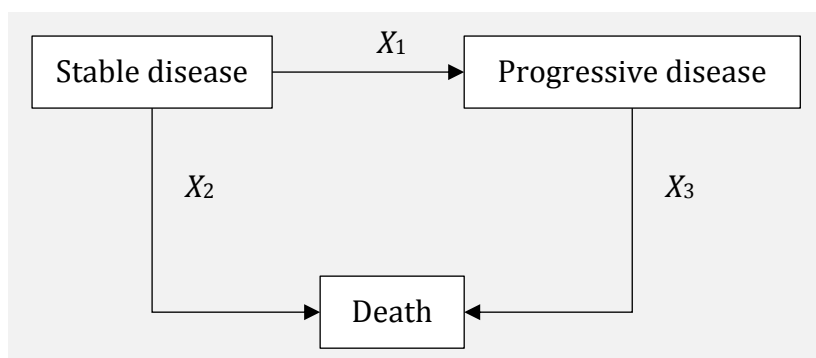 X1
Stable disease
Progressive disease
X2
X3
Death